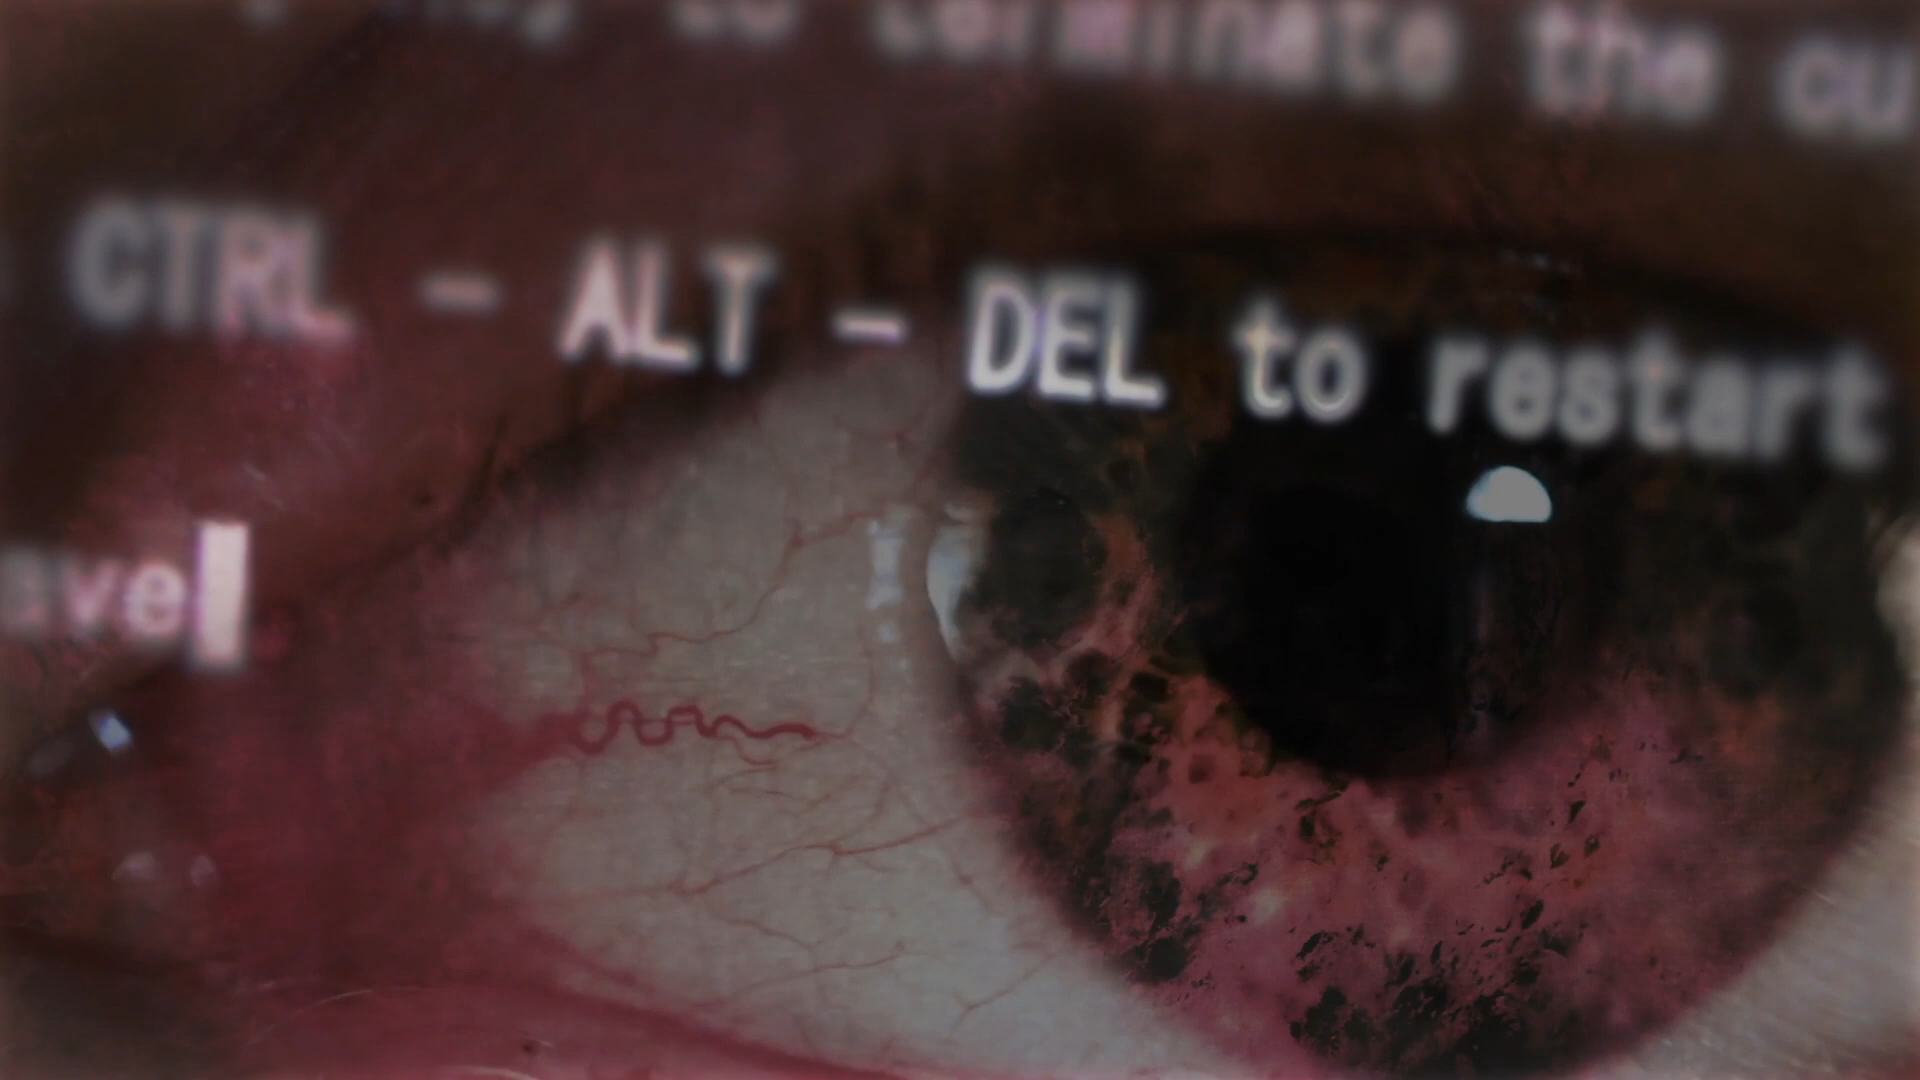 to terminate the cu
CTRL - ALT - DEL to restart
ave